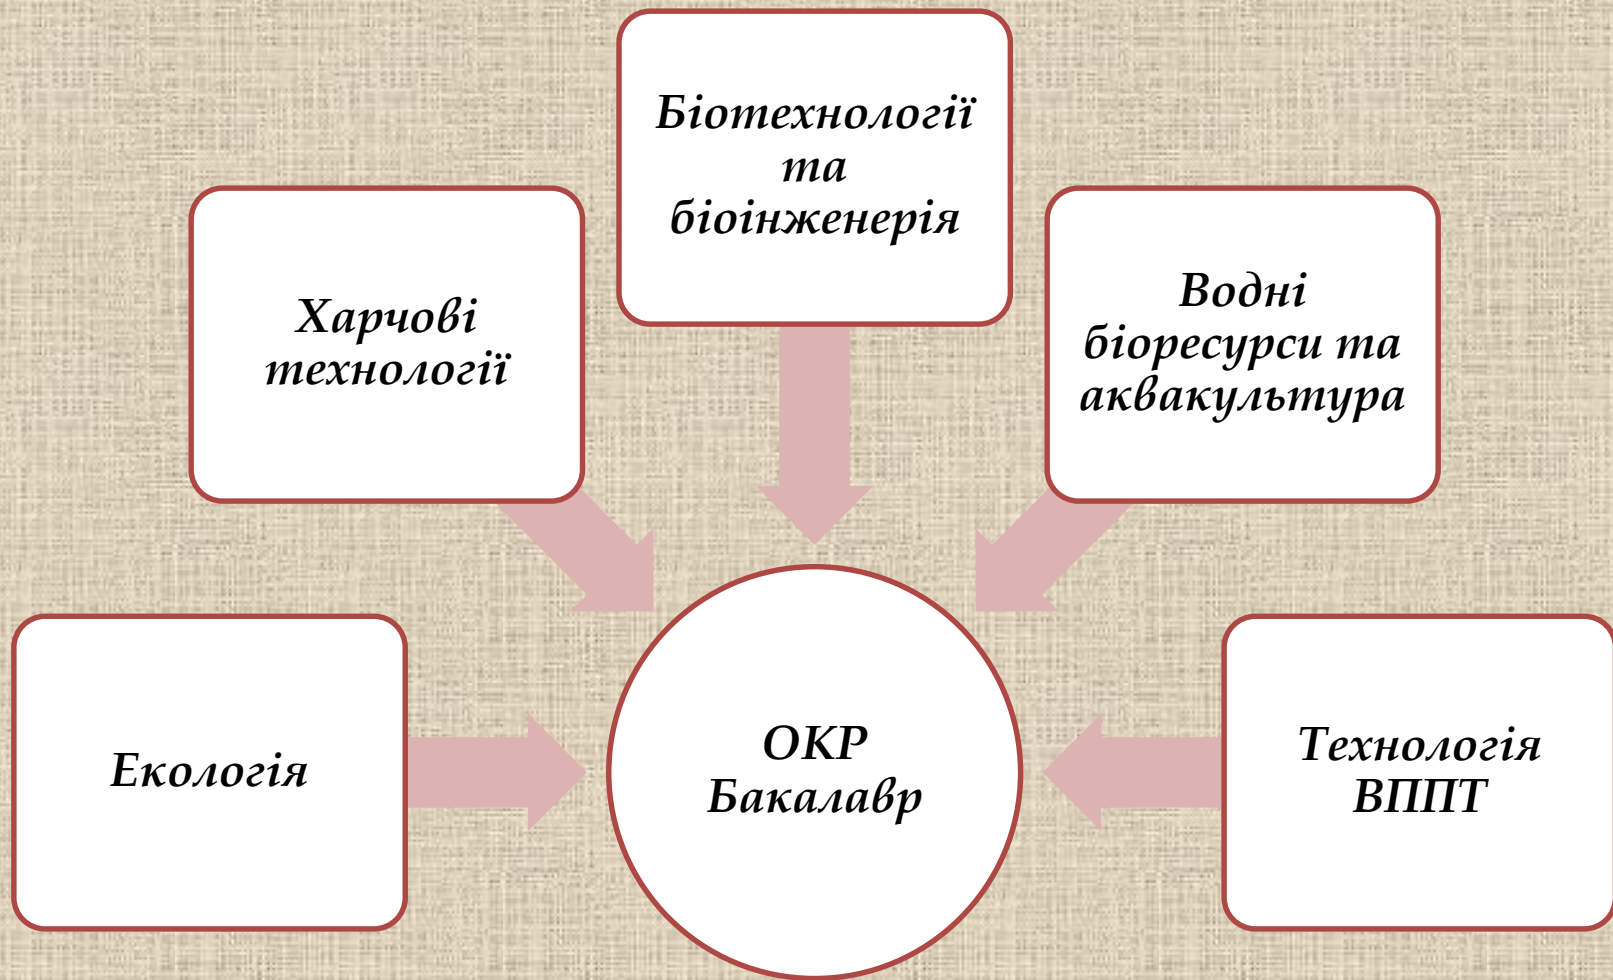 Біотехнології
та
біоінженерія
Харчові
технології
Водні
біоресурси та
аквакультура
Екологія
ОКР
Бакалавр
Технологія
ВППТ